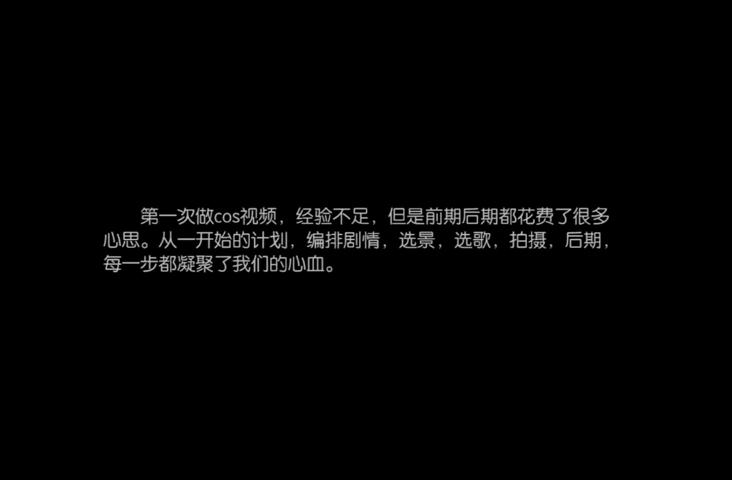 第一次做cos视频，经验不足，但是前期后期都花费了很多
心思。从一开始的计划，编排剧情，选景，选歌，拍摄，后期，
每一步都凝聚了我们的心血。